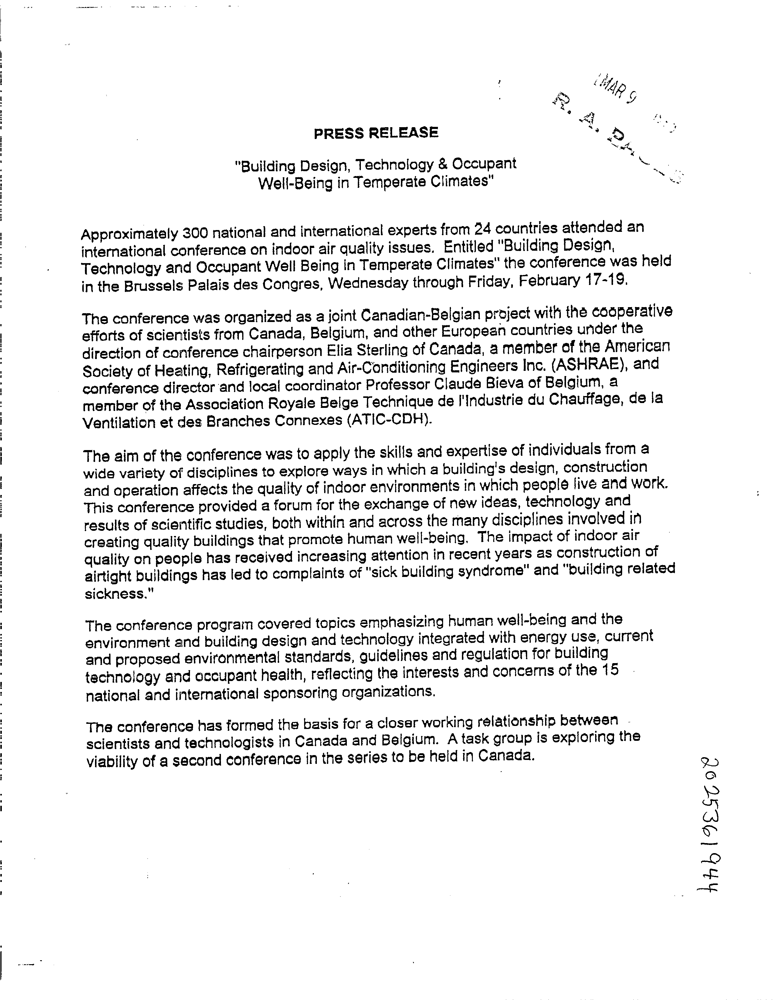 MAR 9
R. A.
PRESS RELEASE
"Building Design, Technology & Occupant
Well-Being in Temperate Climates"
Approximately 300 national and international experts from 24 countries attended an
international conference on indoor air quality issues. Entitled "Building Design,
Technology and Occupant Well Being in Temperate Climates" the conference was held
in the Brussels Palais des Congres, Wednesday through Friday, February 17-19.
The conference was organized as a joint Canadian-Belgian project with the cooperative
efforts of scientists from Canada, Belgium, and other European countries under the
direction of conference chairperson Elia Sterling of Canada, a member of the American
Society of Heating, Refrigerating and Air-Conditioning Engineers Inc. (ASHRAE), and
conference director and local coordinator Professor Claude Bieva of Belgium, a
member of the Association Royale Belge Technique de l'Industrie du Chauffage, de la
Ventilation et des Branches Connexes (ATIC-CDH).
The aim of the conference was to apply the skills and expertise of individuals from a
wide variety of disciplines to explore ways in which a building's design, construction
and operation affects the quality of indoor environments in which people live and work.
This conference provided a forum for the exchange of new ideas, technology and
results of scientific studies, both within and across the many disciplines involved in
creating quality buildings that promote human well-being. The impact of indoor air
quality on people has received increasing attention in recent years as construction of
airtight buildings has led to complaints of "sick building syndrome" and "building related
sickness."
The conference program covered topics emphasizing human well-being and the
environment and building design and technology integrated with energy use, current
and proposed environmental standards, guidelines and regulation for building
technology and occupant health, reflecting the interests and concerns of the 15
national and international sponsoring organizations.
The conference has formed the basis for a closer working relationship between
scientists and technologists in Canada and Belgium. A task group is exploring the
viability of a second conference in the series to be held in Canada.
2025361944